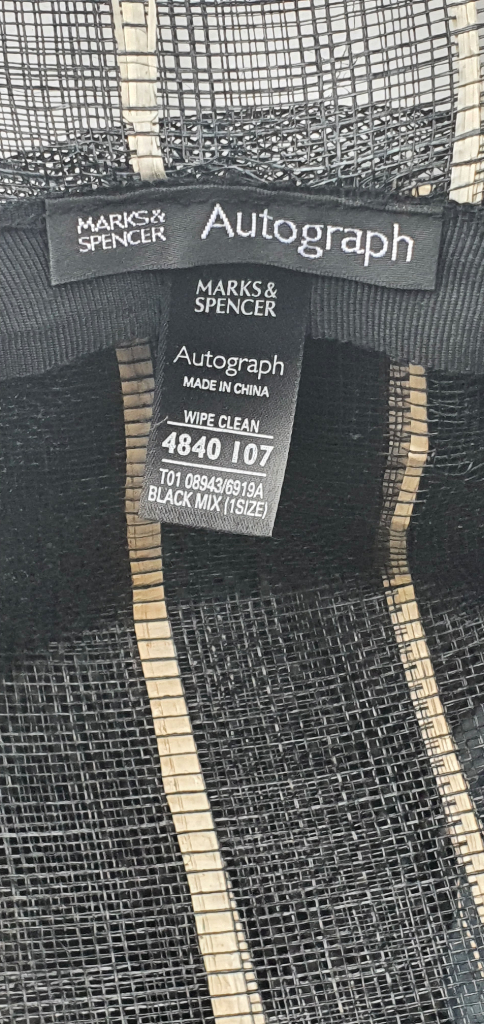 MARKS & SPENCER
Autograph
MARKS &
SPENCER
Autograph
MADE IN CHINA
WIPE CLEAN
4840 107
T01 08943/6919A
BLACK MIX (1SIZE)